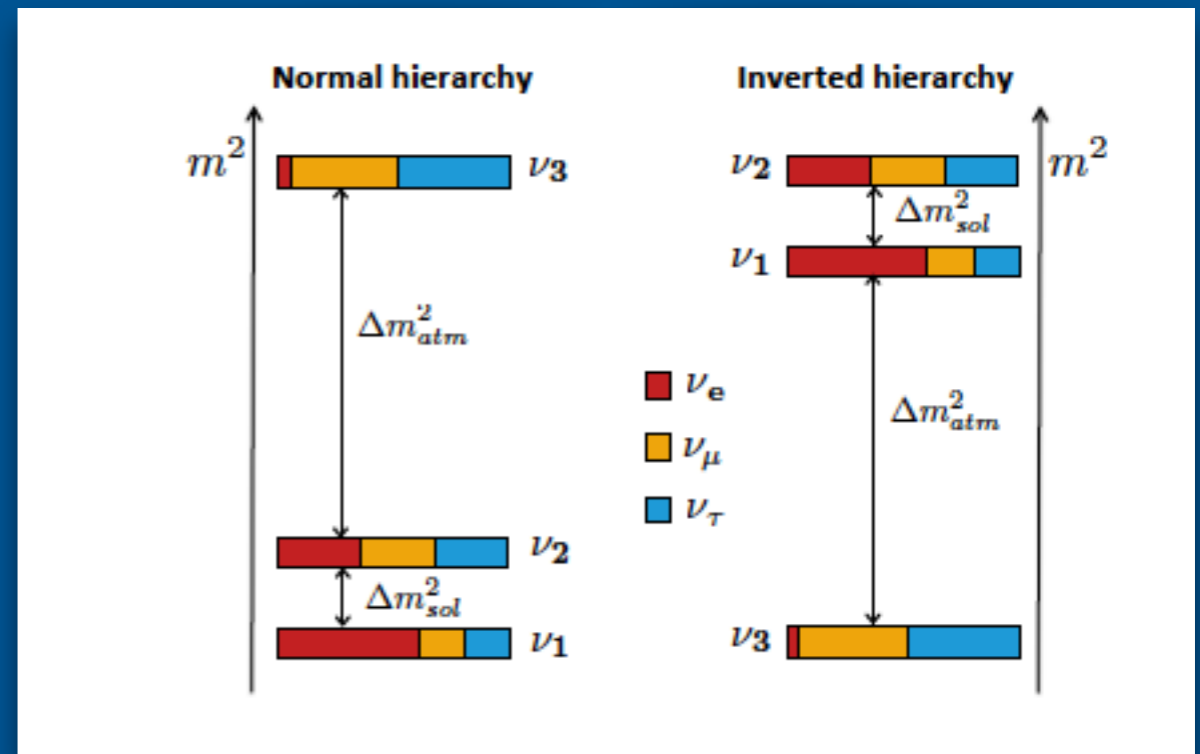 Normal hierarchy
Inverted hierarchy
m²
ν₃
Δm²atm
ν₂
Δm²sol
ν₁
νe
νμ
ντ
ν₂
m²
Δm²sol
ν₁
Δm²atm
ν₃